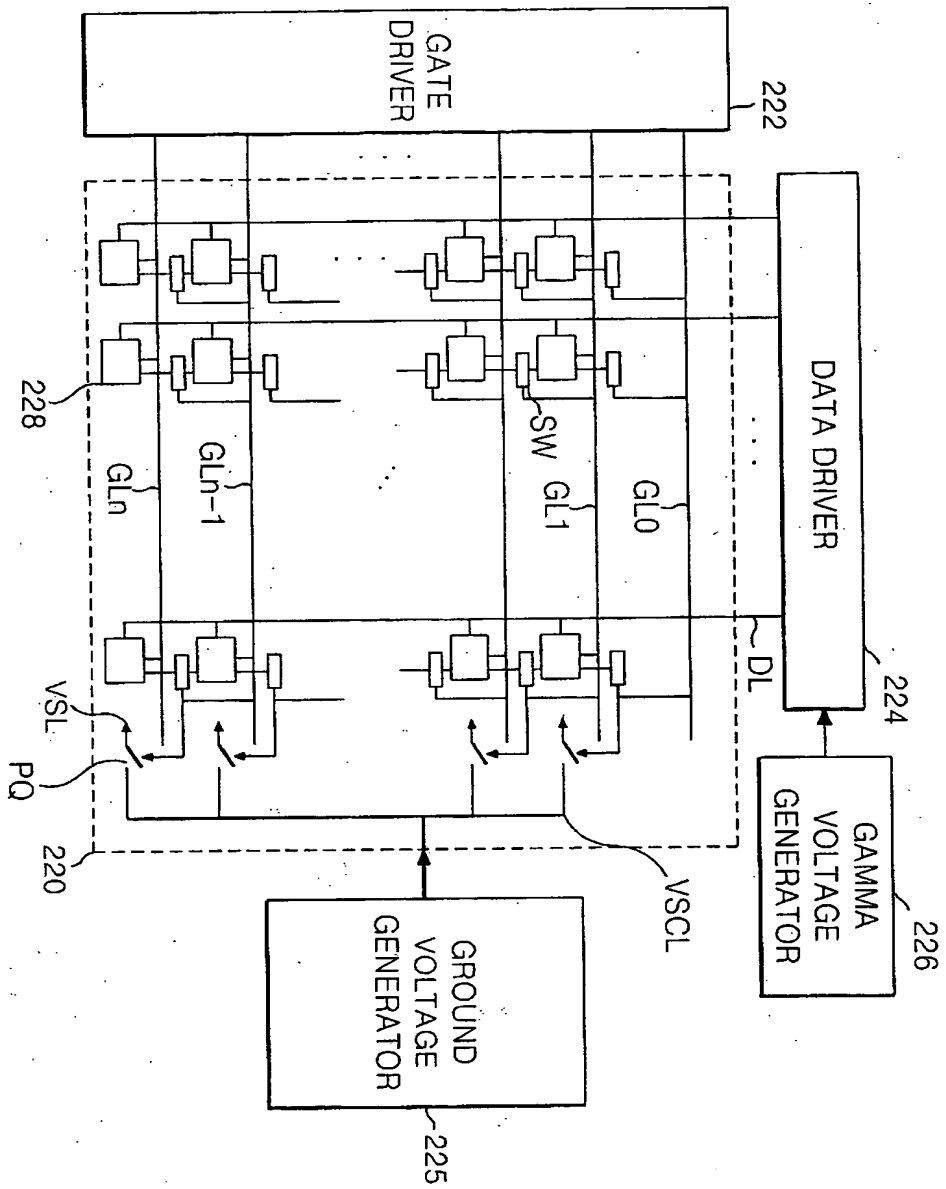 GATE
DRIVER
222
DATA DRIVER
224
GAMMA
VOLTAGE
GENERATOR
226
DL
GL0
GL1
SW
GLn-1
GLn
228
VSL
PQ
220
VSCL
GROUND
VOLTAGE
GENERATOR
225